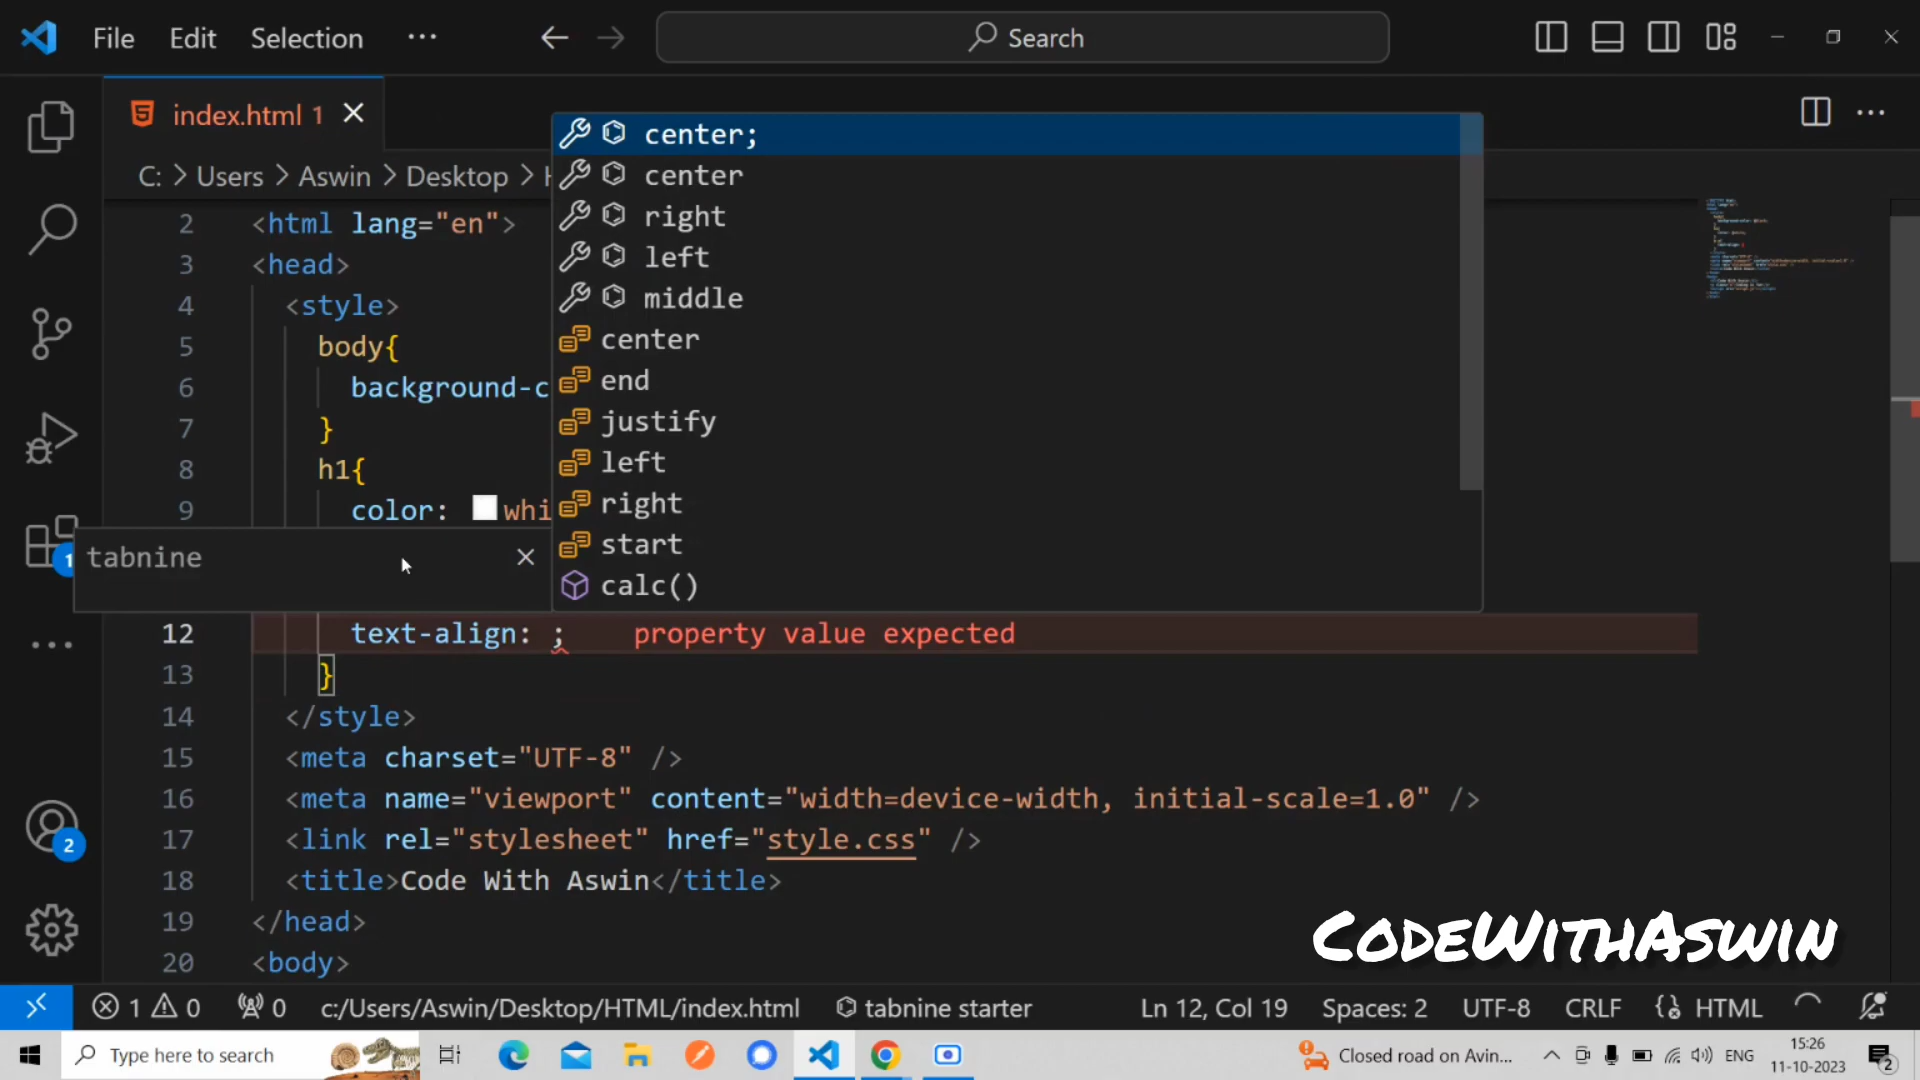 File Edit Selection ··· Search
index.html 1
C: > Users > Aswin > Desktop > H
center;
center
right
left
middle
center
end
justify
left
right
start
calc()
2 <html lang="en">
3 <head>
4 <style>
5 body{
6 background-c
7 }
8 h1{
9 color: whi
tabnine
12 text-align: ; property value expected
13 }
14 </style>
15 <meta charset="UTF-8" />
16 <meta name="viewport" content="width=device-width, initial-scale=1.0" />
17 <link rel="stylesheet" href="style.css" />
18 <title>Code With Aswin</title>
19 </head>
20 <body>
1
2
CodeWithAswin
1 0 0 c:/Users/Aswin/Desktop/HTML/index.html tabnine starter Ln 12, Col 19 Spaces: 2 UTF-8 CRLF HTML
Type here to search Closed road on Avin... ENG 15:26
11-10-2023 2